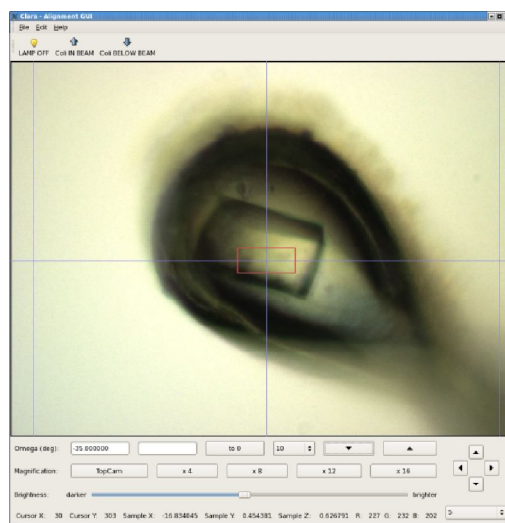 Clara - Alignment GUI
File Edit Help
LAMP OFF Coli IN BEAM Coli BELOW BEAM
Omega (deg): -35.000000 to 0 10
Magnification: TopCam x 4 x 8 x 12 x 16
Brightness: darker brighter
Cursor X: 30 Cursor Y: 303 Sample X: -16.834045 Sample Y: 0.454381 Sample Z: 0.626791 R: 227 G: 232 B: 202